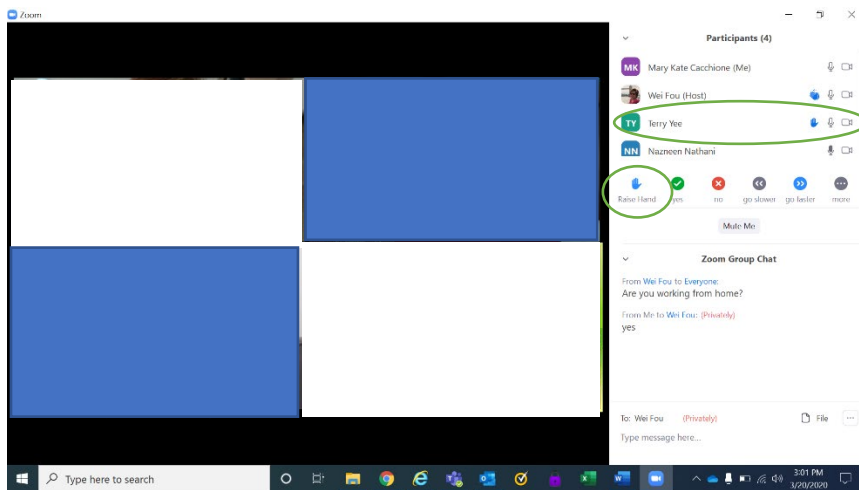 Zoom
Participants (4)
MK Mary Kate Cacchione (Me)
Wei Fou (Host)
TY Terry Yee
NN Nazneen Nathani
Raise Hand yes no go slower go faster more
Mute Me
Zoom Group Chat
From Wei Fou to Everyone:
Are you working from home?
From Me to Wei Fou: (Privately)
yes
To: Wei Fou (Privately) File
Type message here...
Type here to search
3:01 PM
3/20/2020